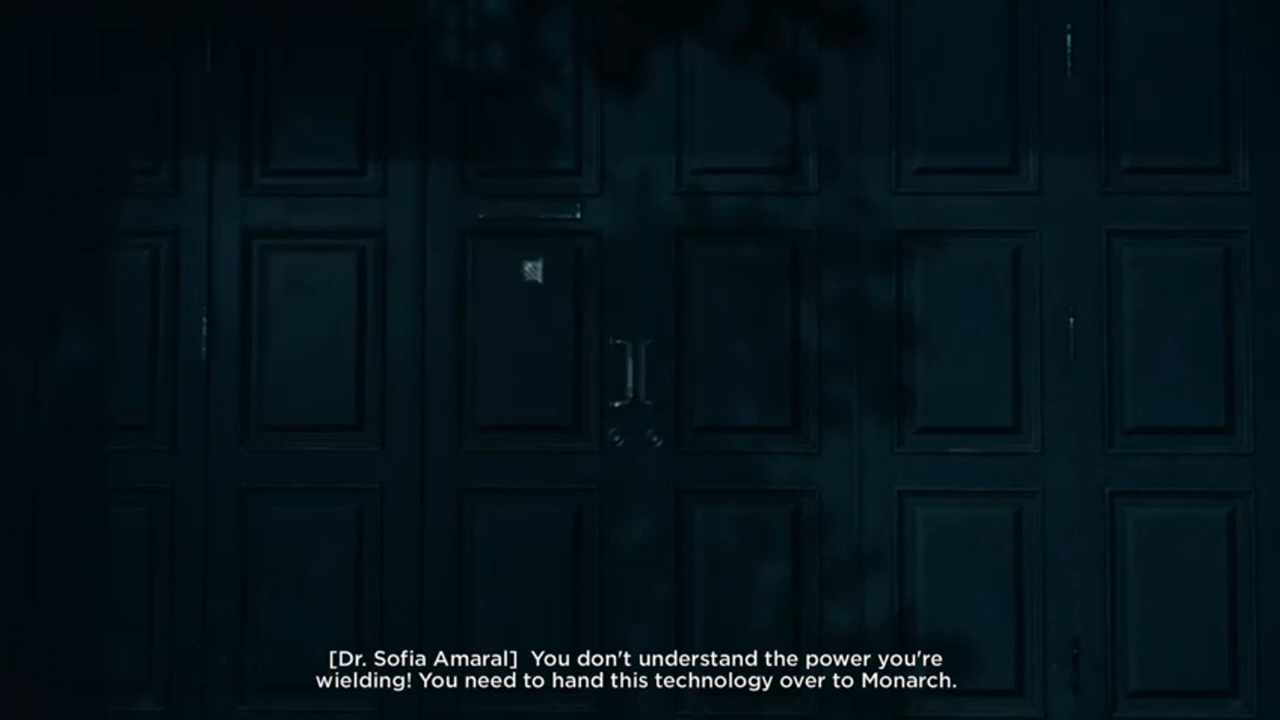 [Dr. Sofia Amaral]  You don't understand the power you're
wielding! You need to hand this technology over to Monarch.